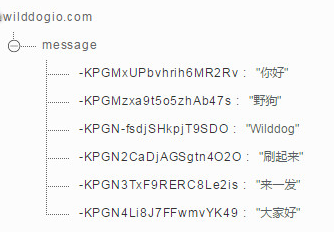 wilddogio.com
message
-KPGMxUPbvhrih6MR2Rv : "你好"
-KPGMzxa9t5o5zhAb47s : "野狗"
-KPGN-fsdjSHkpjT9SDO : "Wilddog"
-KPGN2CaDjAGSgtn4O2O : "刷起来"
-KPGN3TxF9RERC8Le2is : "来一发"
-KPGN4Li8J7FFwmvYK49 : "大家好"